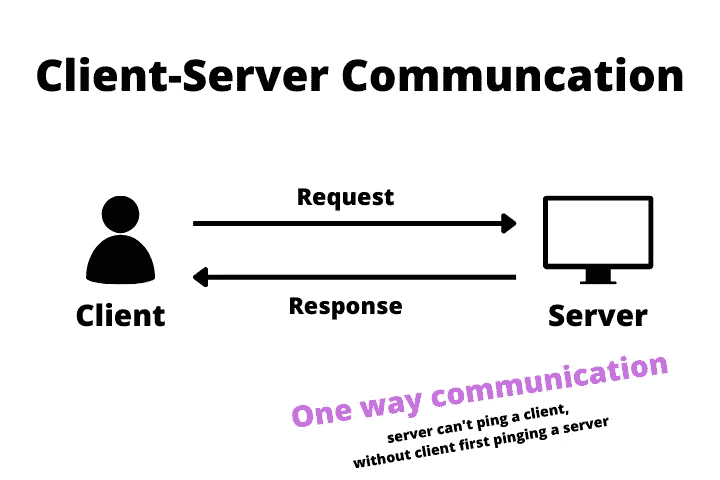 Client-Server Communcation
Request
Response
Client
Server
One way communication
server can't ping a client,
without client first pinging a server